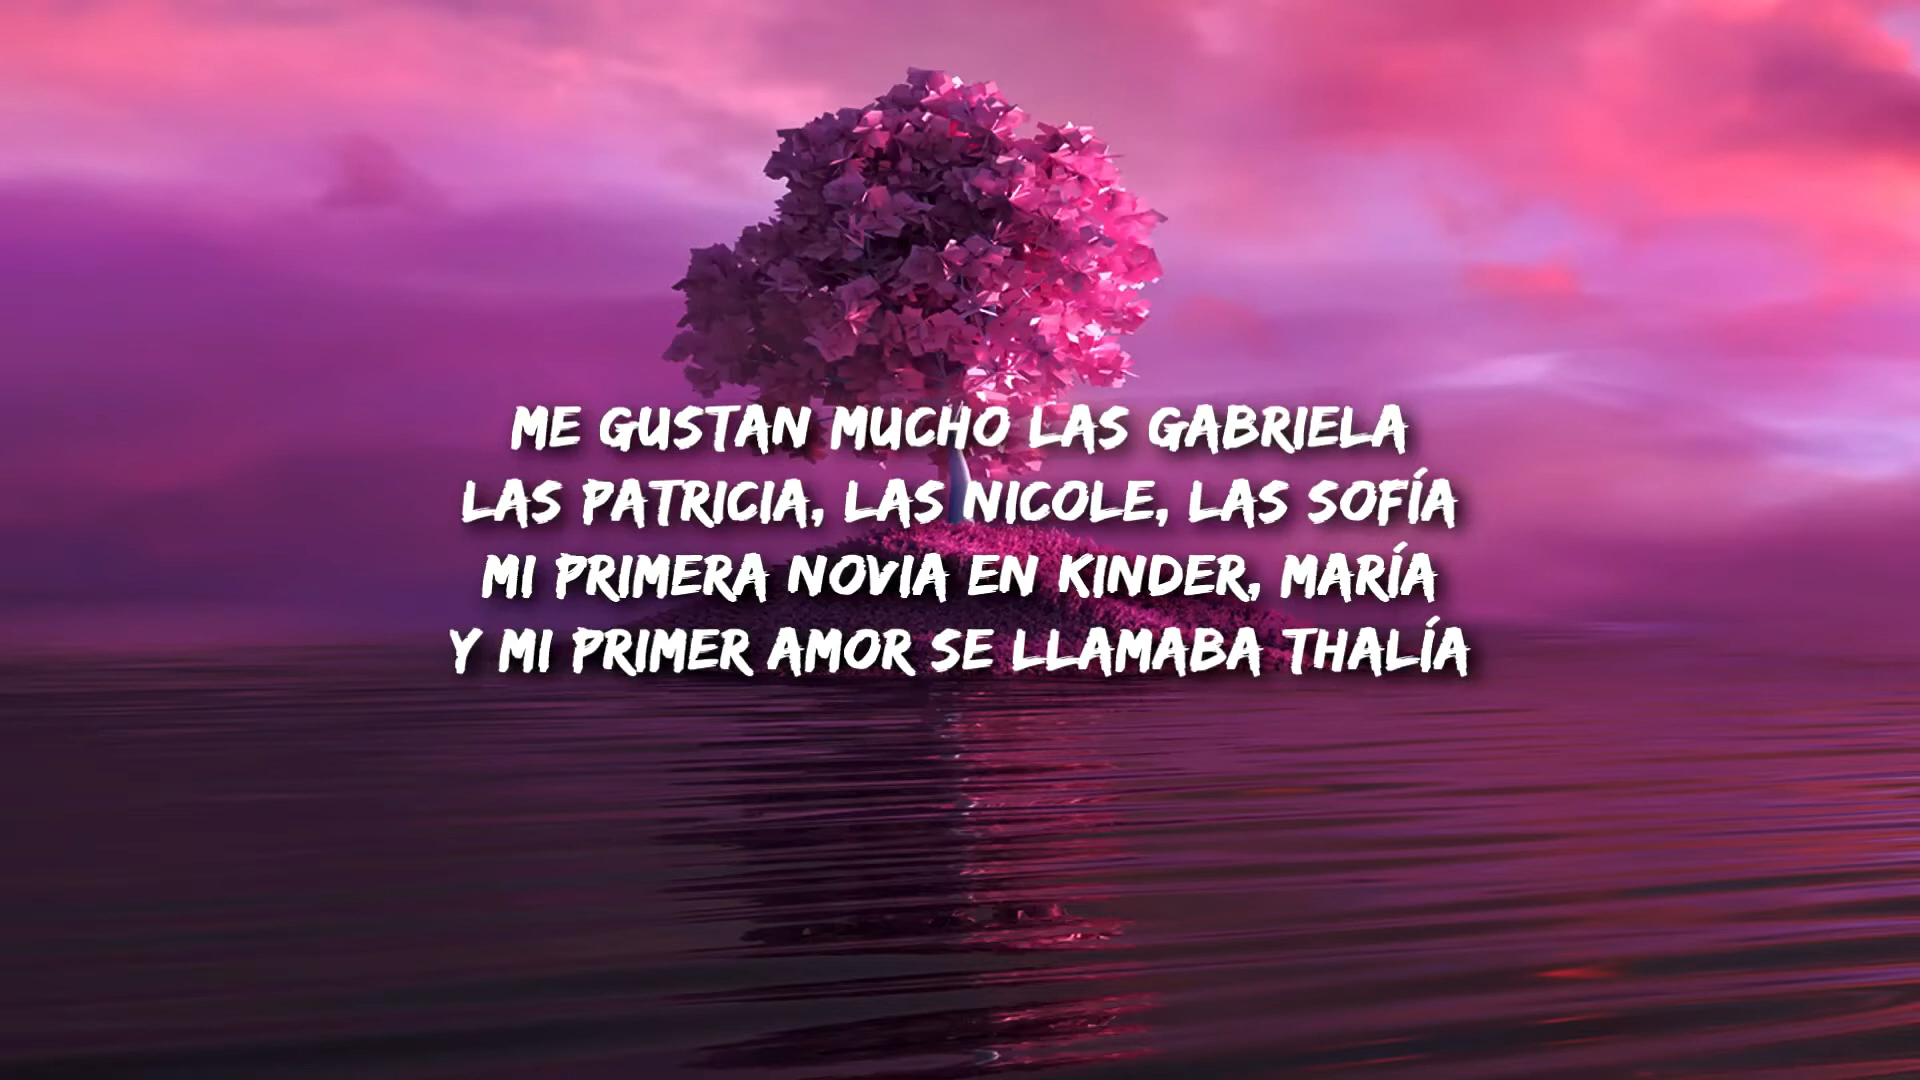 ME GUSTAN MUCHO LAS GABRIELA
LAS PATRICIA, LAS NICOLE, LAS SOFÍA
MI PRIMERA NOVIA EN KINDER, MARÍA
Y MI PRIMER AMOR SE LLAMABA THALÍA